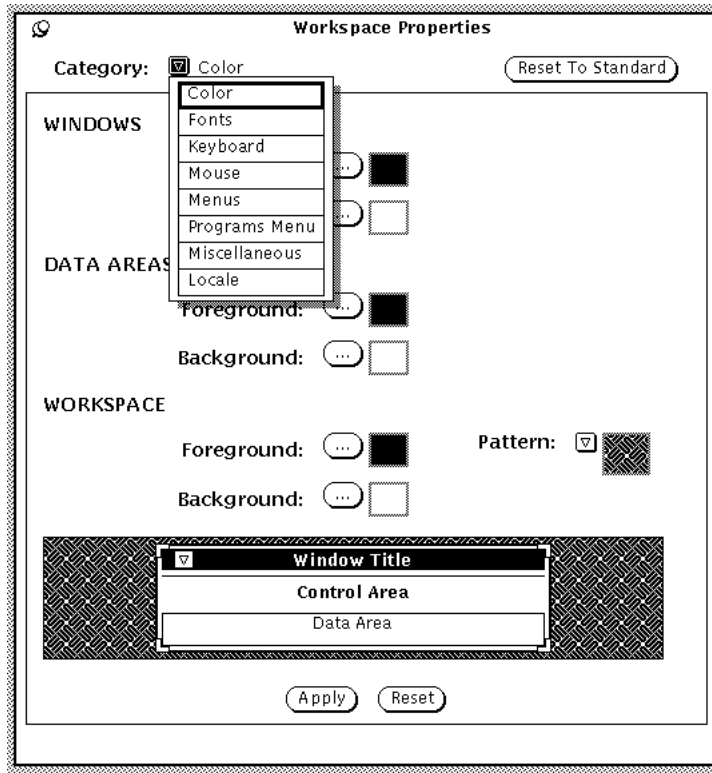 Workspace Properties
Category: Color
Reset To Standard
Color
Fonts
Keyboard
Mouse
Menus
Programs Menu
Miscellaneous
Locale
WINDOWS
...
...
DATA AREAS
Foreground: ...
Background: ...
WORKSPACE
Foreground: ...
Pattern:
Background: ...
Window Title
Control Area
Data Area
Apply Reset